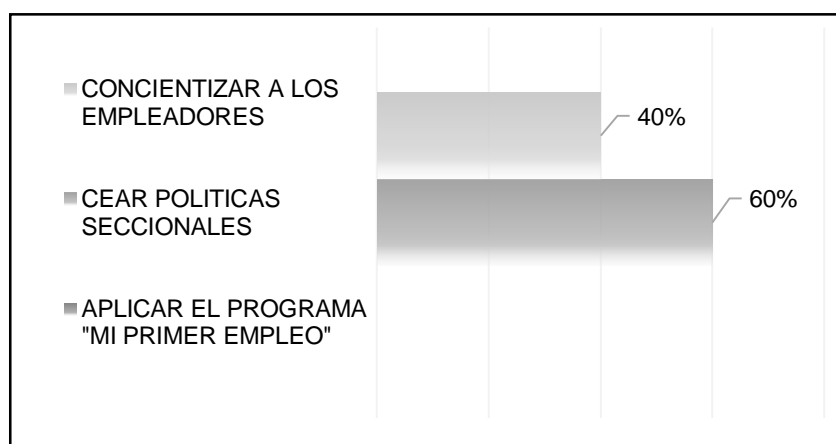 CONCIENTIZAR A LOS
EMPLEADORES
40%
CEAR POLITICAS
SECCIONALES
60%
APLICAR EL PROGRAMA
"MI PRIMER EMPLEO"